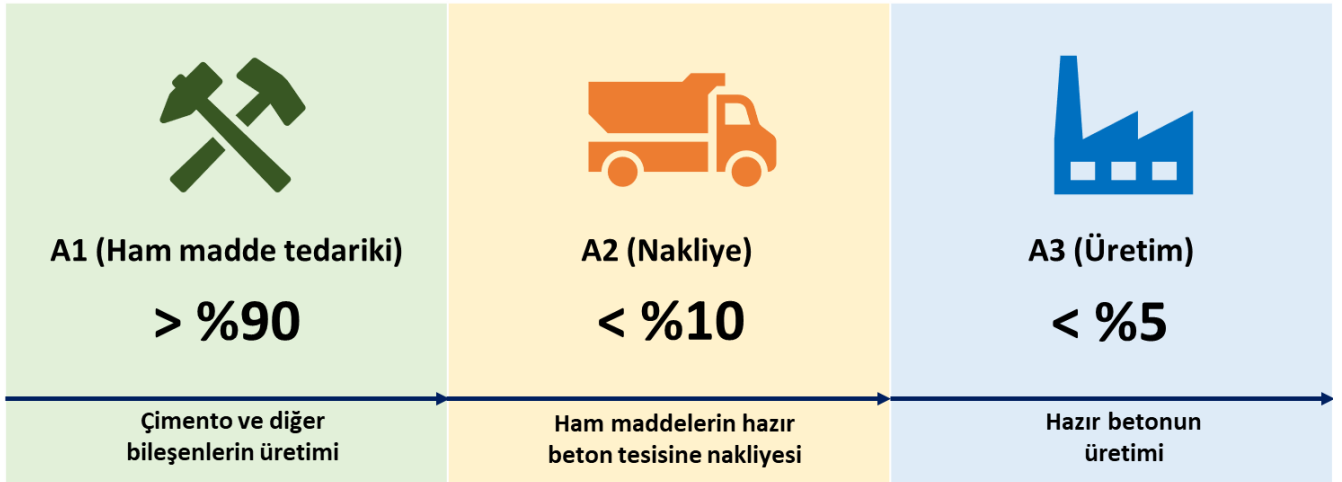 A1 (Ham madde tedariki)
> %90
Çimento ve diğer
bileşenlerin üretimi
A2 (Nakliye)
< %10
Ham maddelerin hazır
beton tesisine nakliyesi
A3 (Üretim)
< %5
Hazır betonun
üretimi